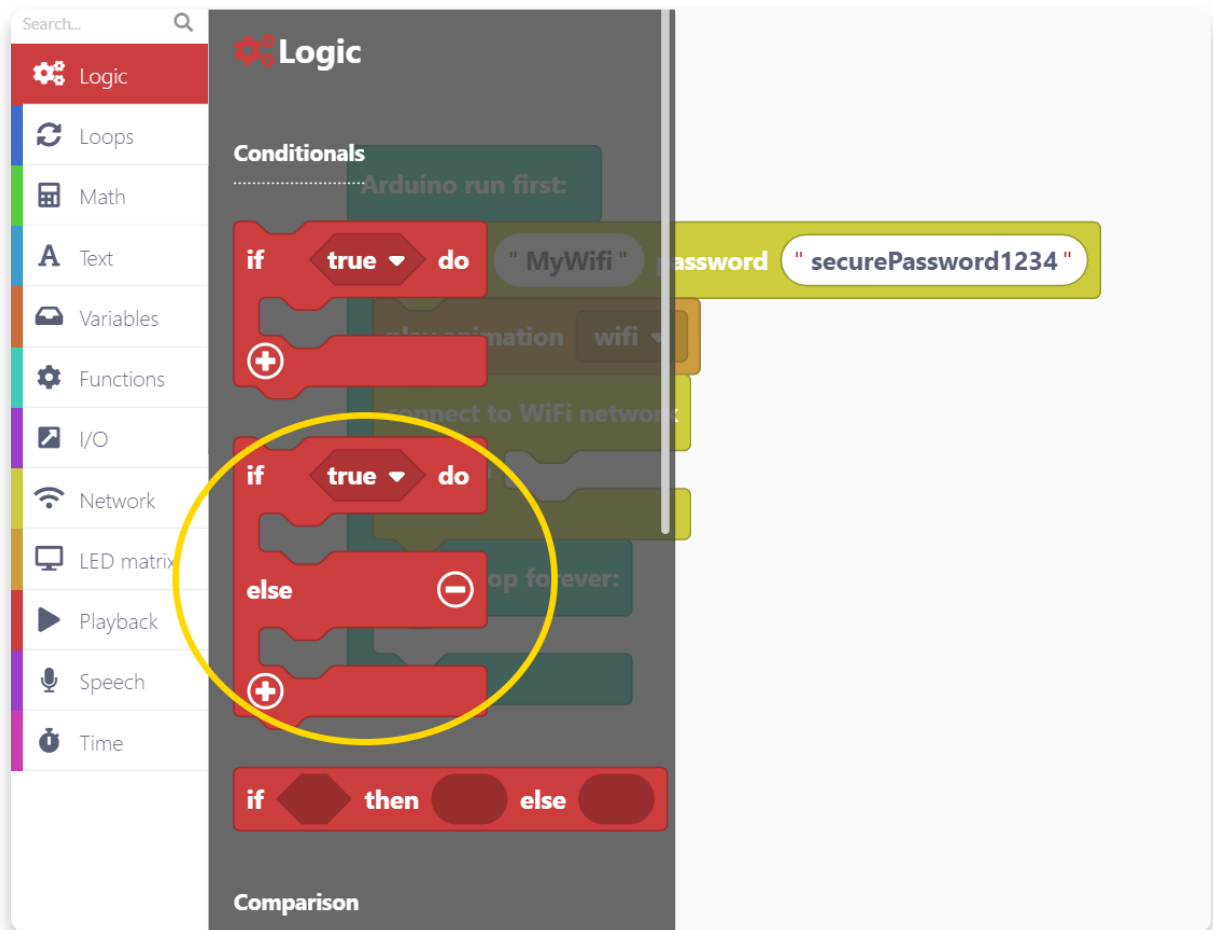 Search...
Logic
Loops
Math
Text
Variables
Functions
I/O
Network
LED matrix
Playback
Speech
Time
Logic
Conditionals
Arduino run first:
if true do
" MyWifi " password " securePassword1234 "
play animation wifi
connect to WiFi network
if true do
else
op forever:
if then else
Comparison